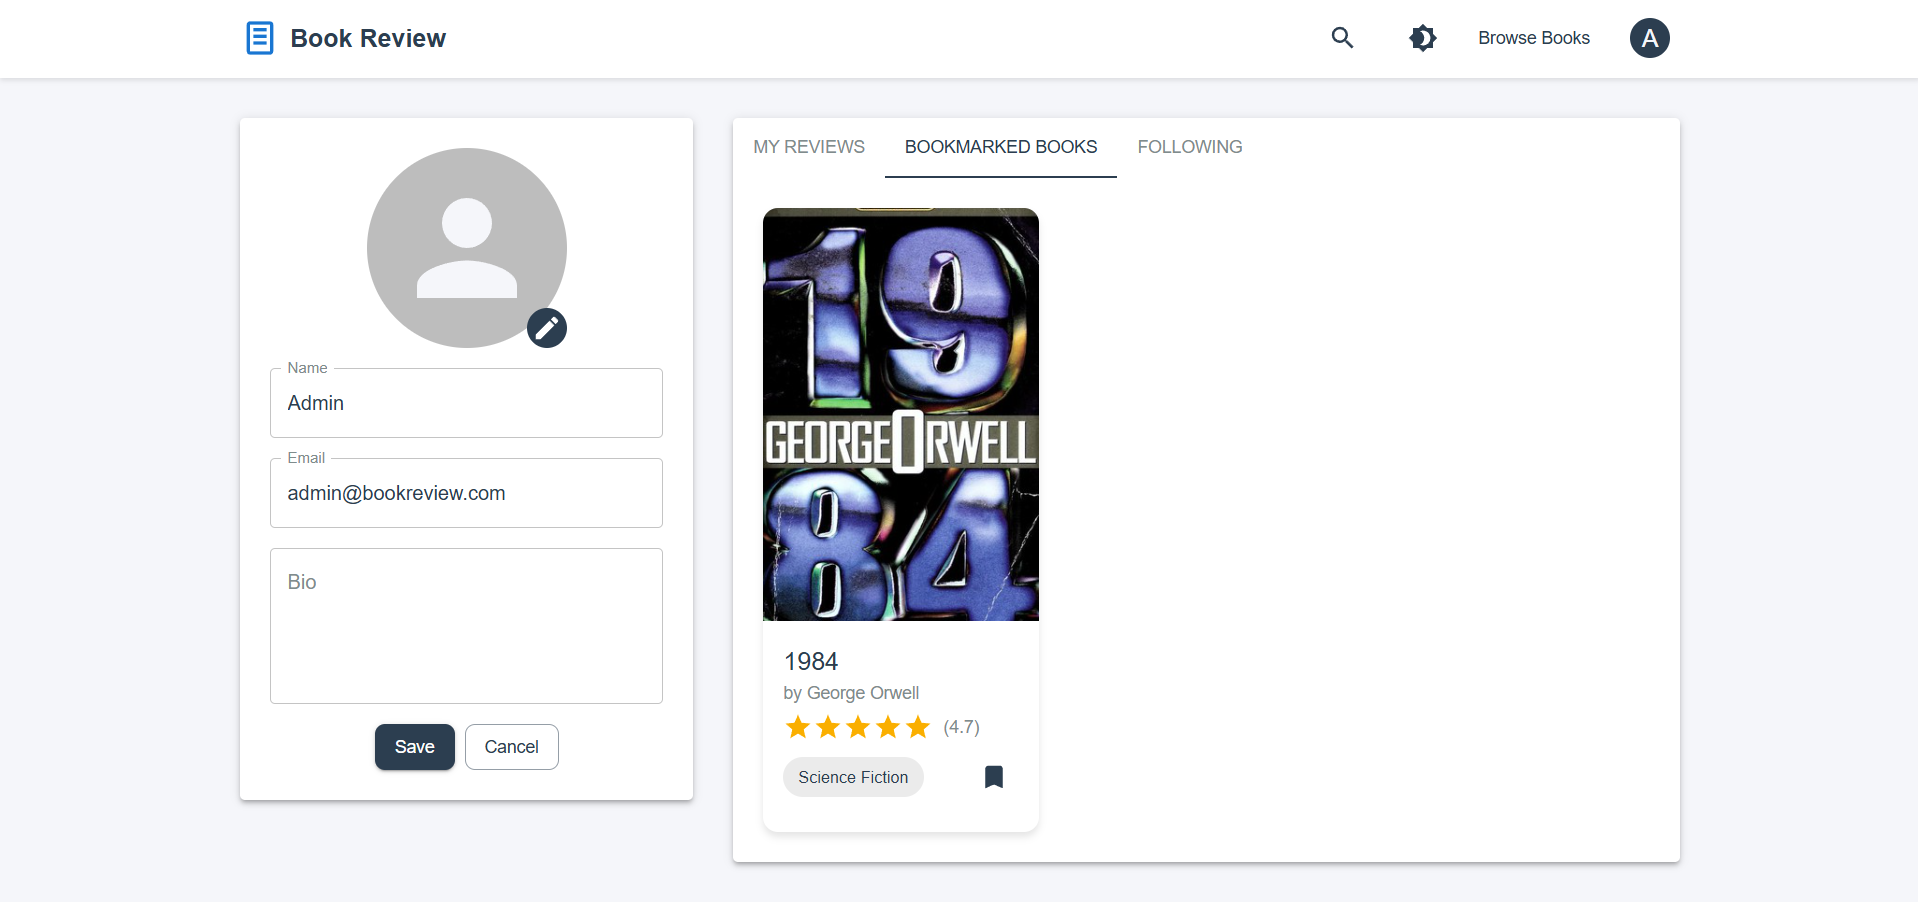 Book Review
Browse Books
A
Name
Admin
Email
admin@bookreview.com
Bio
Save
Cancel
MY REVIEWS
BOOKMARKED BOOKS
FOLLOWING
19
GEORGE ORWELL
84
1984
by George Orwell
(4.7)
Science Fiction